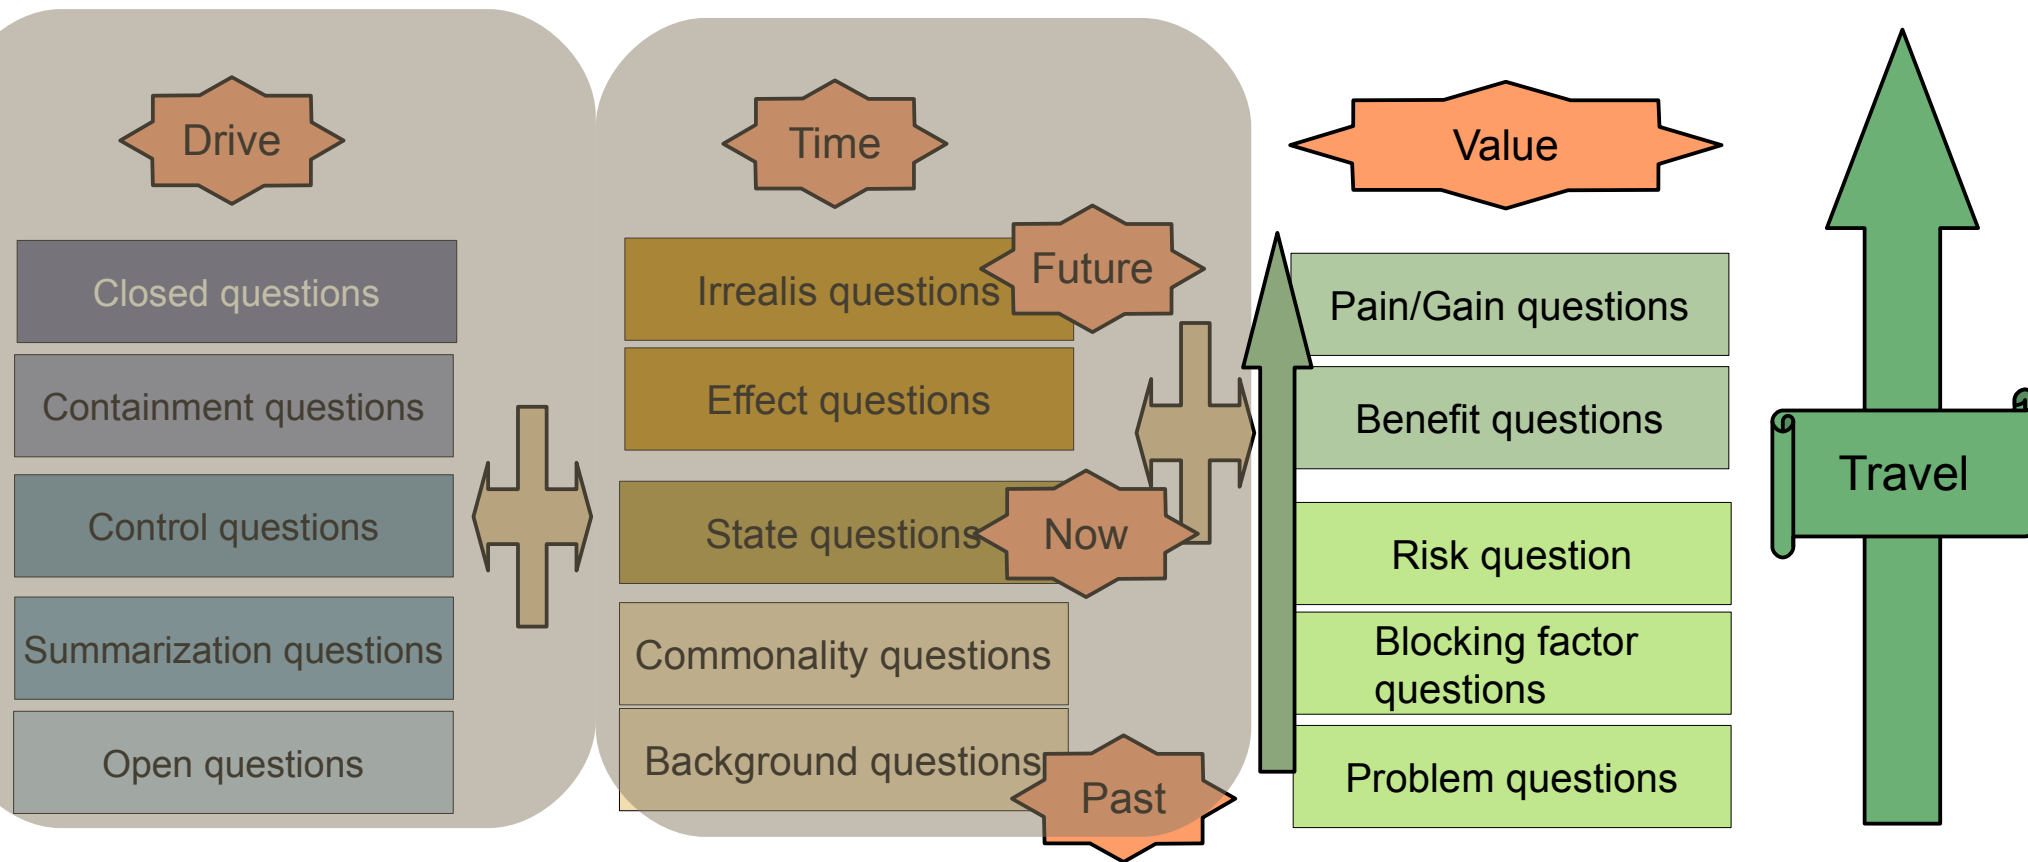 Drive
Closed questions
Containment questions
Control questions
Summarization questions
Open questions
Time
Future
Irrealis questions
Effect questions
Now
State questions
Commonality questions
Background questions
Past
Value
Pain/Gain questions
Benefit questions
Risk question
Blocking factor
questions
Problem questions
Travel